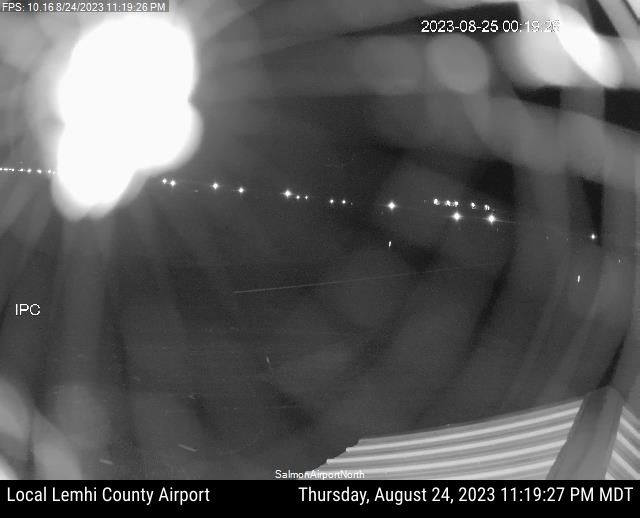 FPS: 10.16 8/24/2023 11:19:26 PM
2023-08-25 00:19:25
IPC
SalmonAirportNorth
Local Lemhi County Airport
Thursday, August 24, 2023 11:19:27 PM MDT